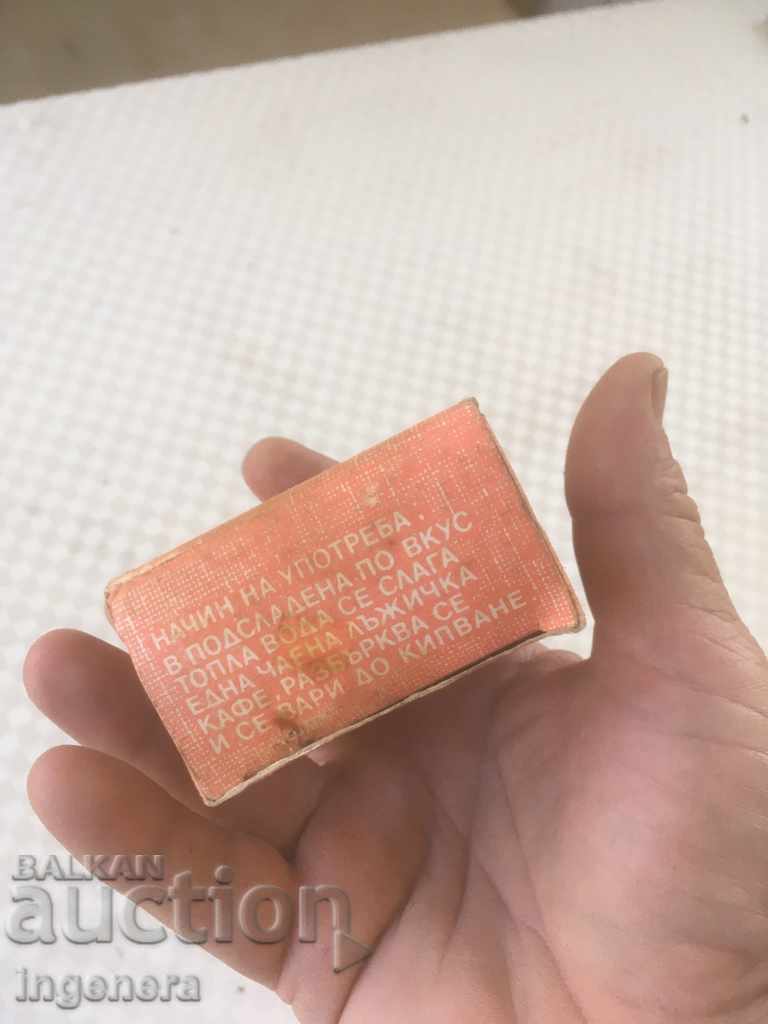 НАЧИН НА УПОТРЕБА
В ПОДСЛАДЕНА ПО ВКУС
ТОПЛА ВОДА СЕ СЛАГА
ЕДНА ЧАЕНА ЛЪЖИЧКА
КАФЕ, РАЗБЪРКВА СЕ
И СЕ ВАРИ ДО КИПВАНЕ
BALKAN
auction
ingenera